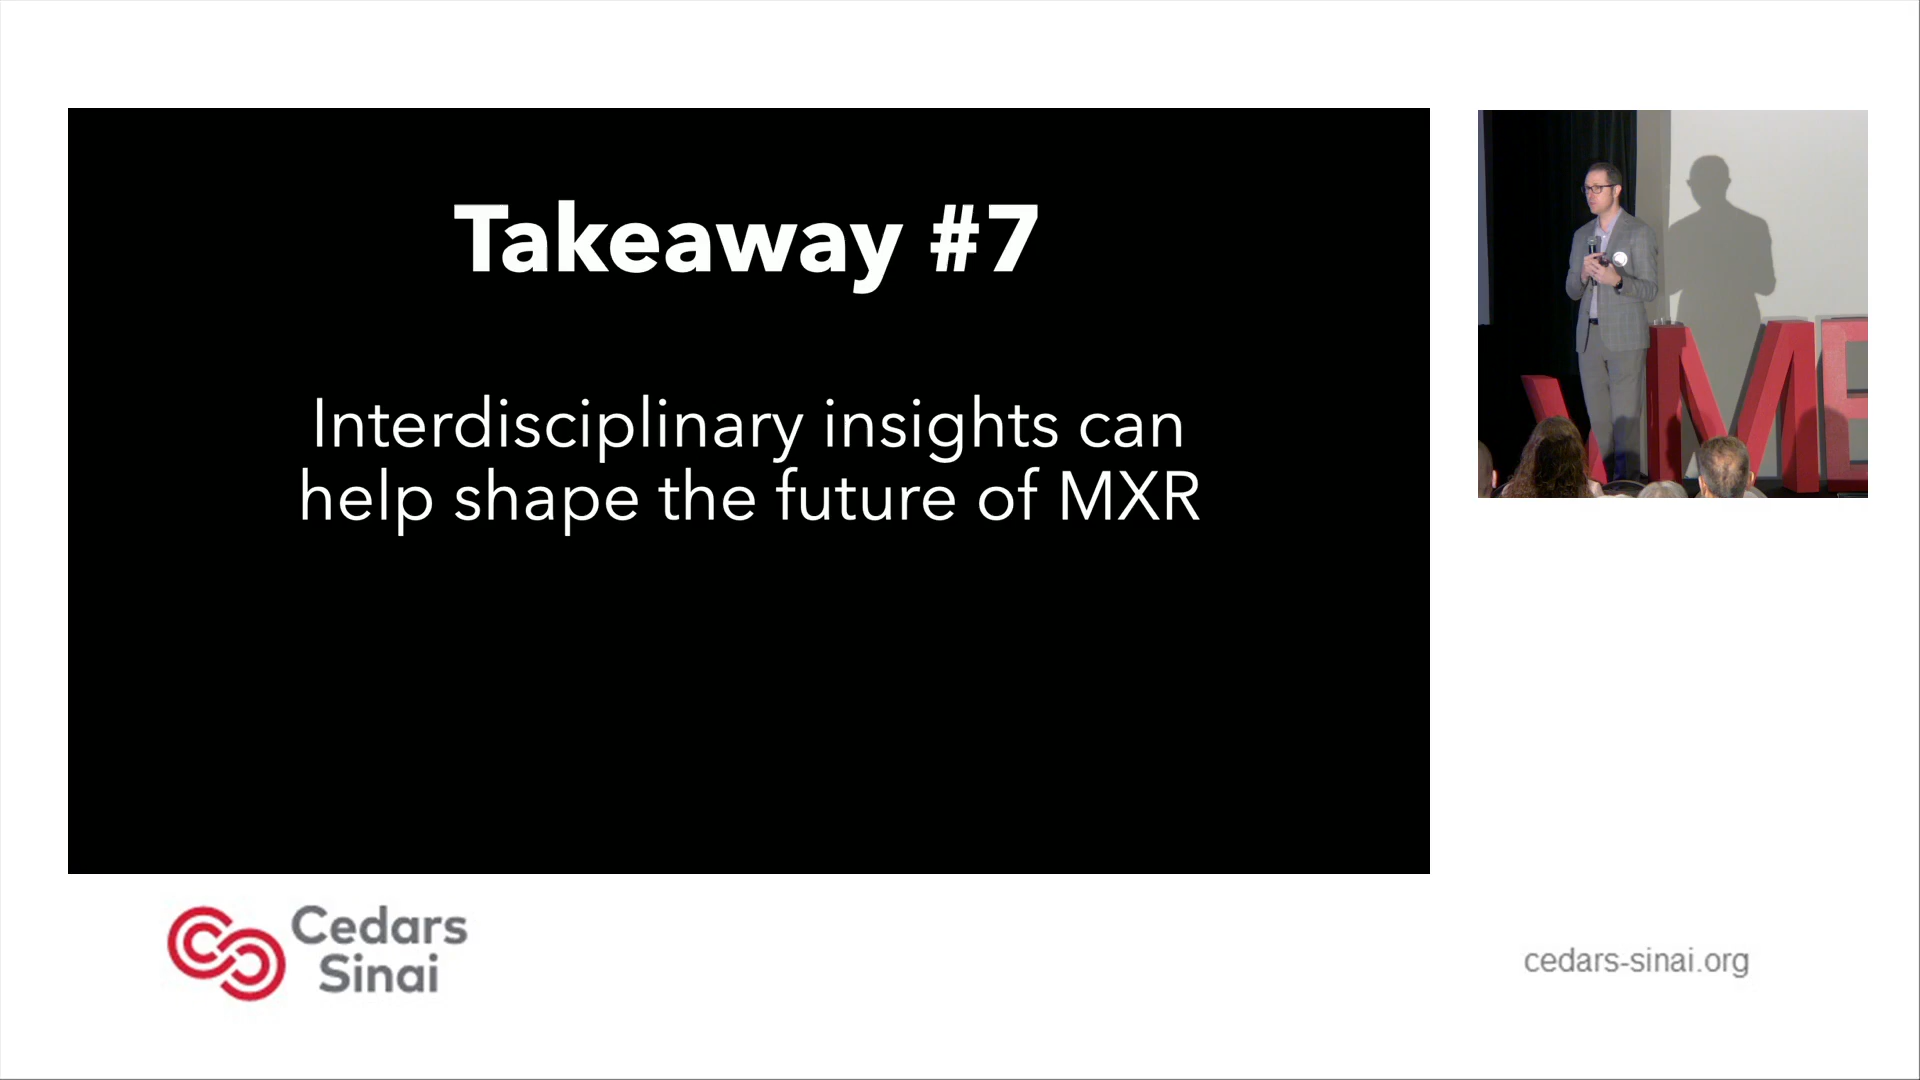 Takeaway #7
Interdisciplinary insights can
help shape the future of MXR
Cedars
Sinai
cedars-sinai.org